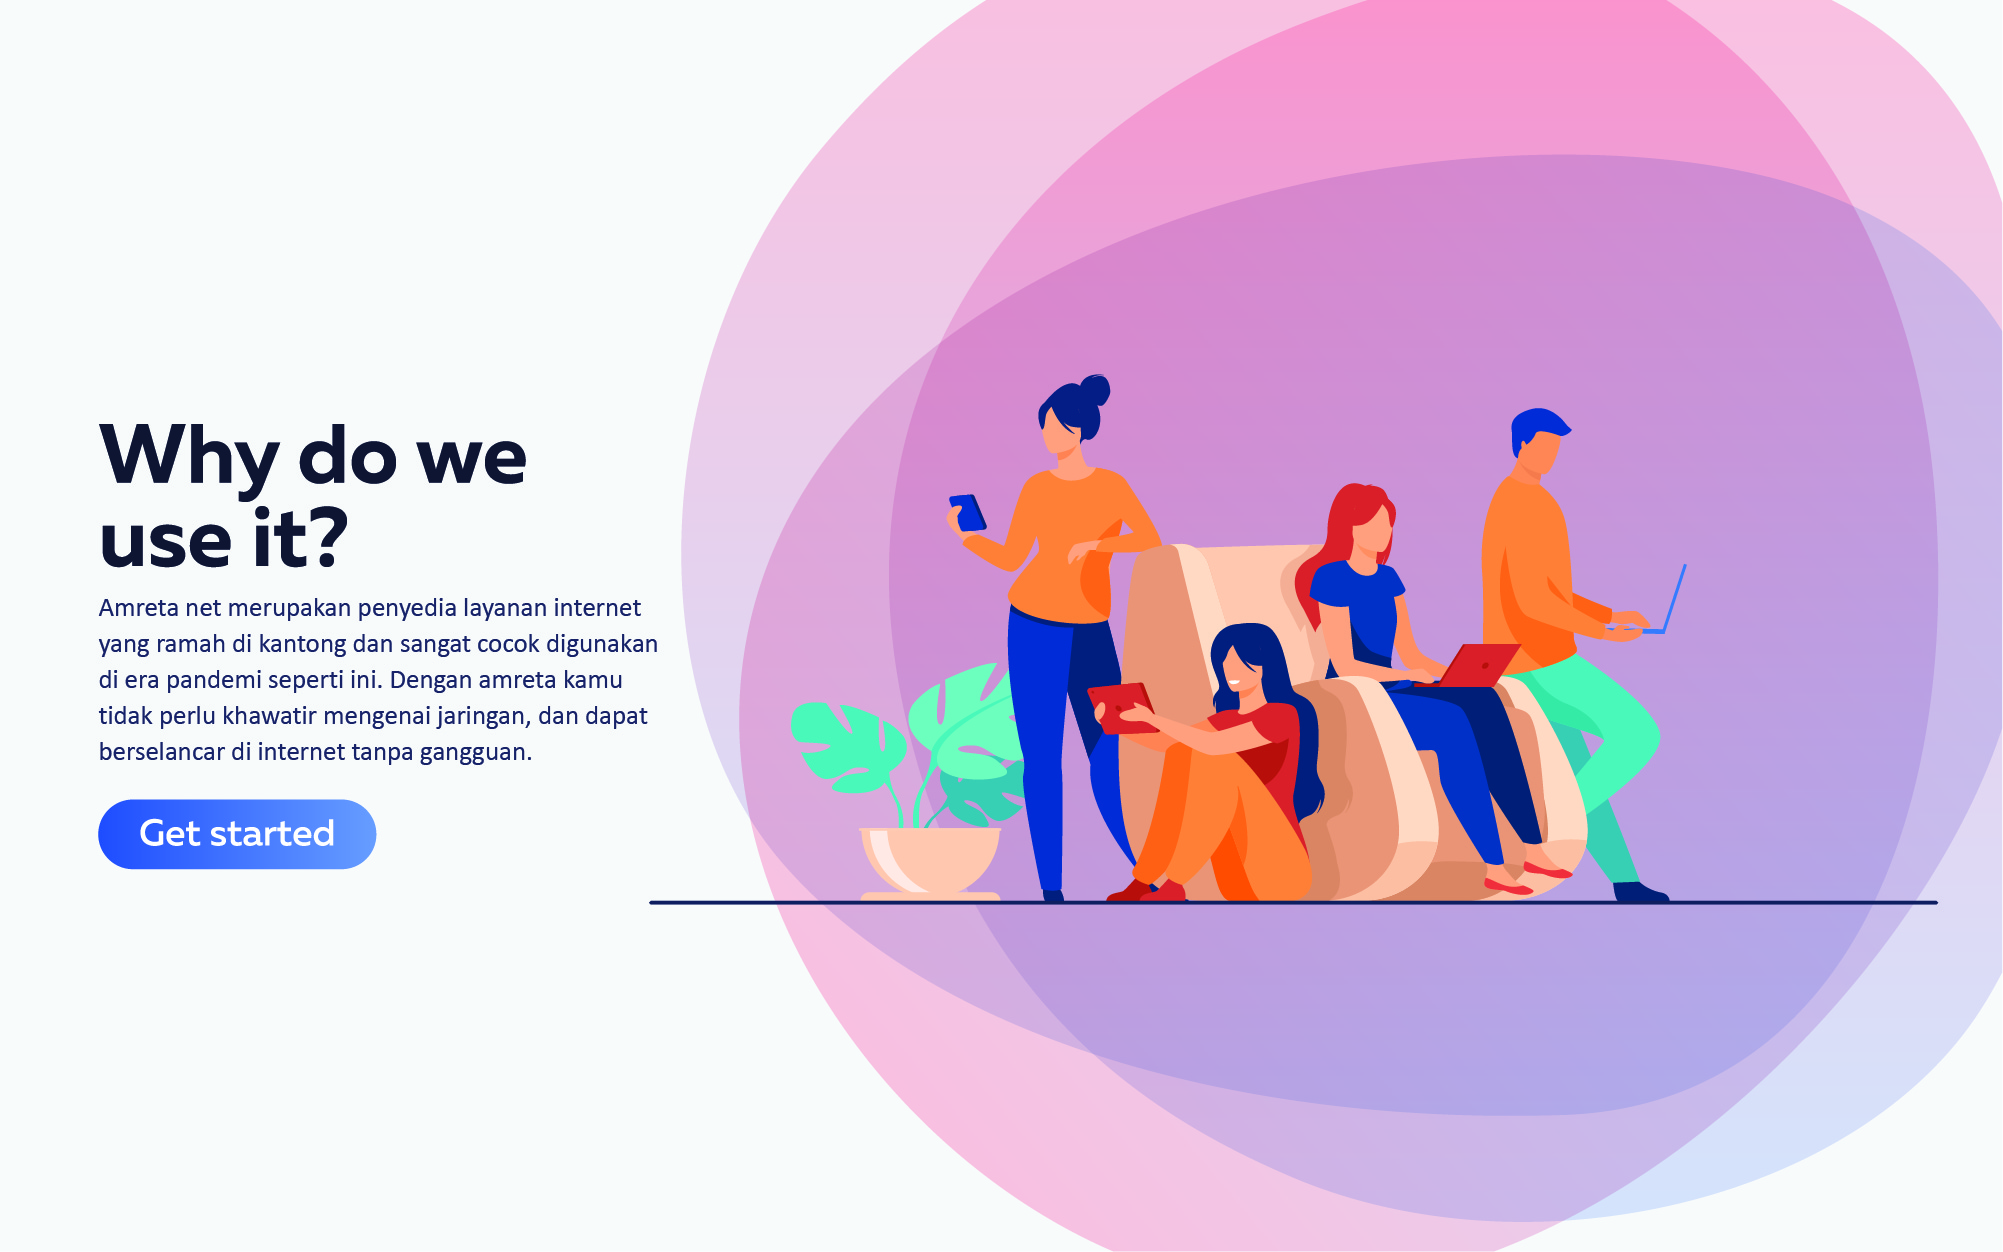 Why do we
use it?
Amreta net merupakan penyedia layanan internet
yang ramah di kantong dan sangat cocok digunakan
di era pandemi seperti ini. Dengan amreta kamu
tidak perlu khawatir mengenai jaringan, dan dapat
berselancar di internet tanpa gangguan.
Get started